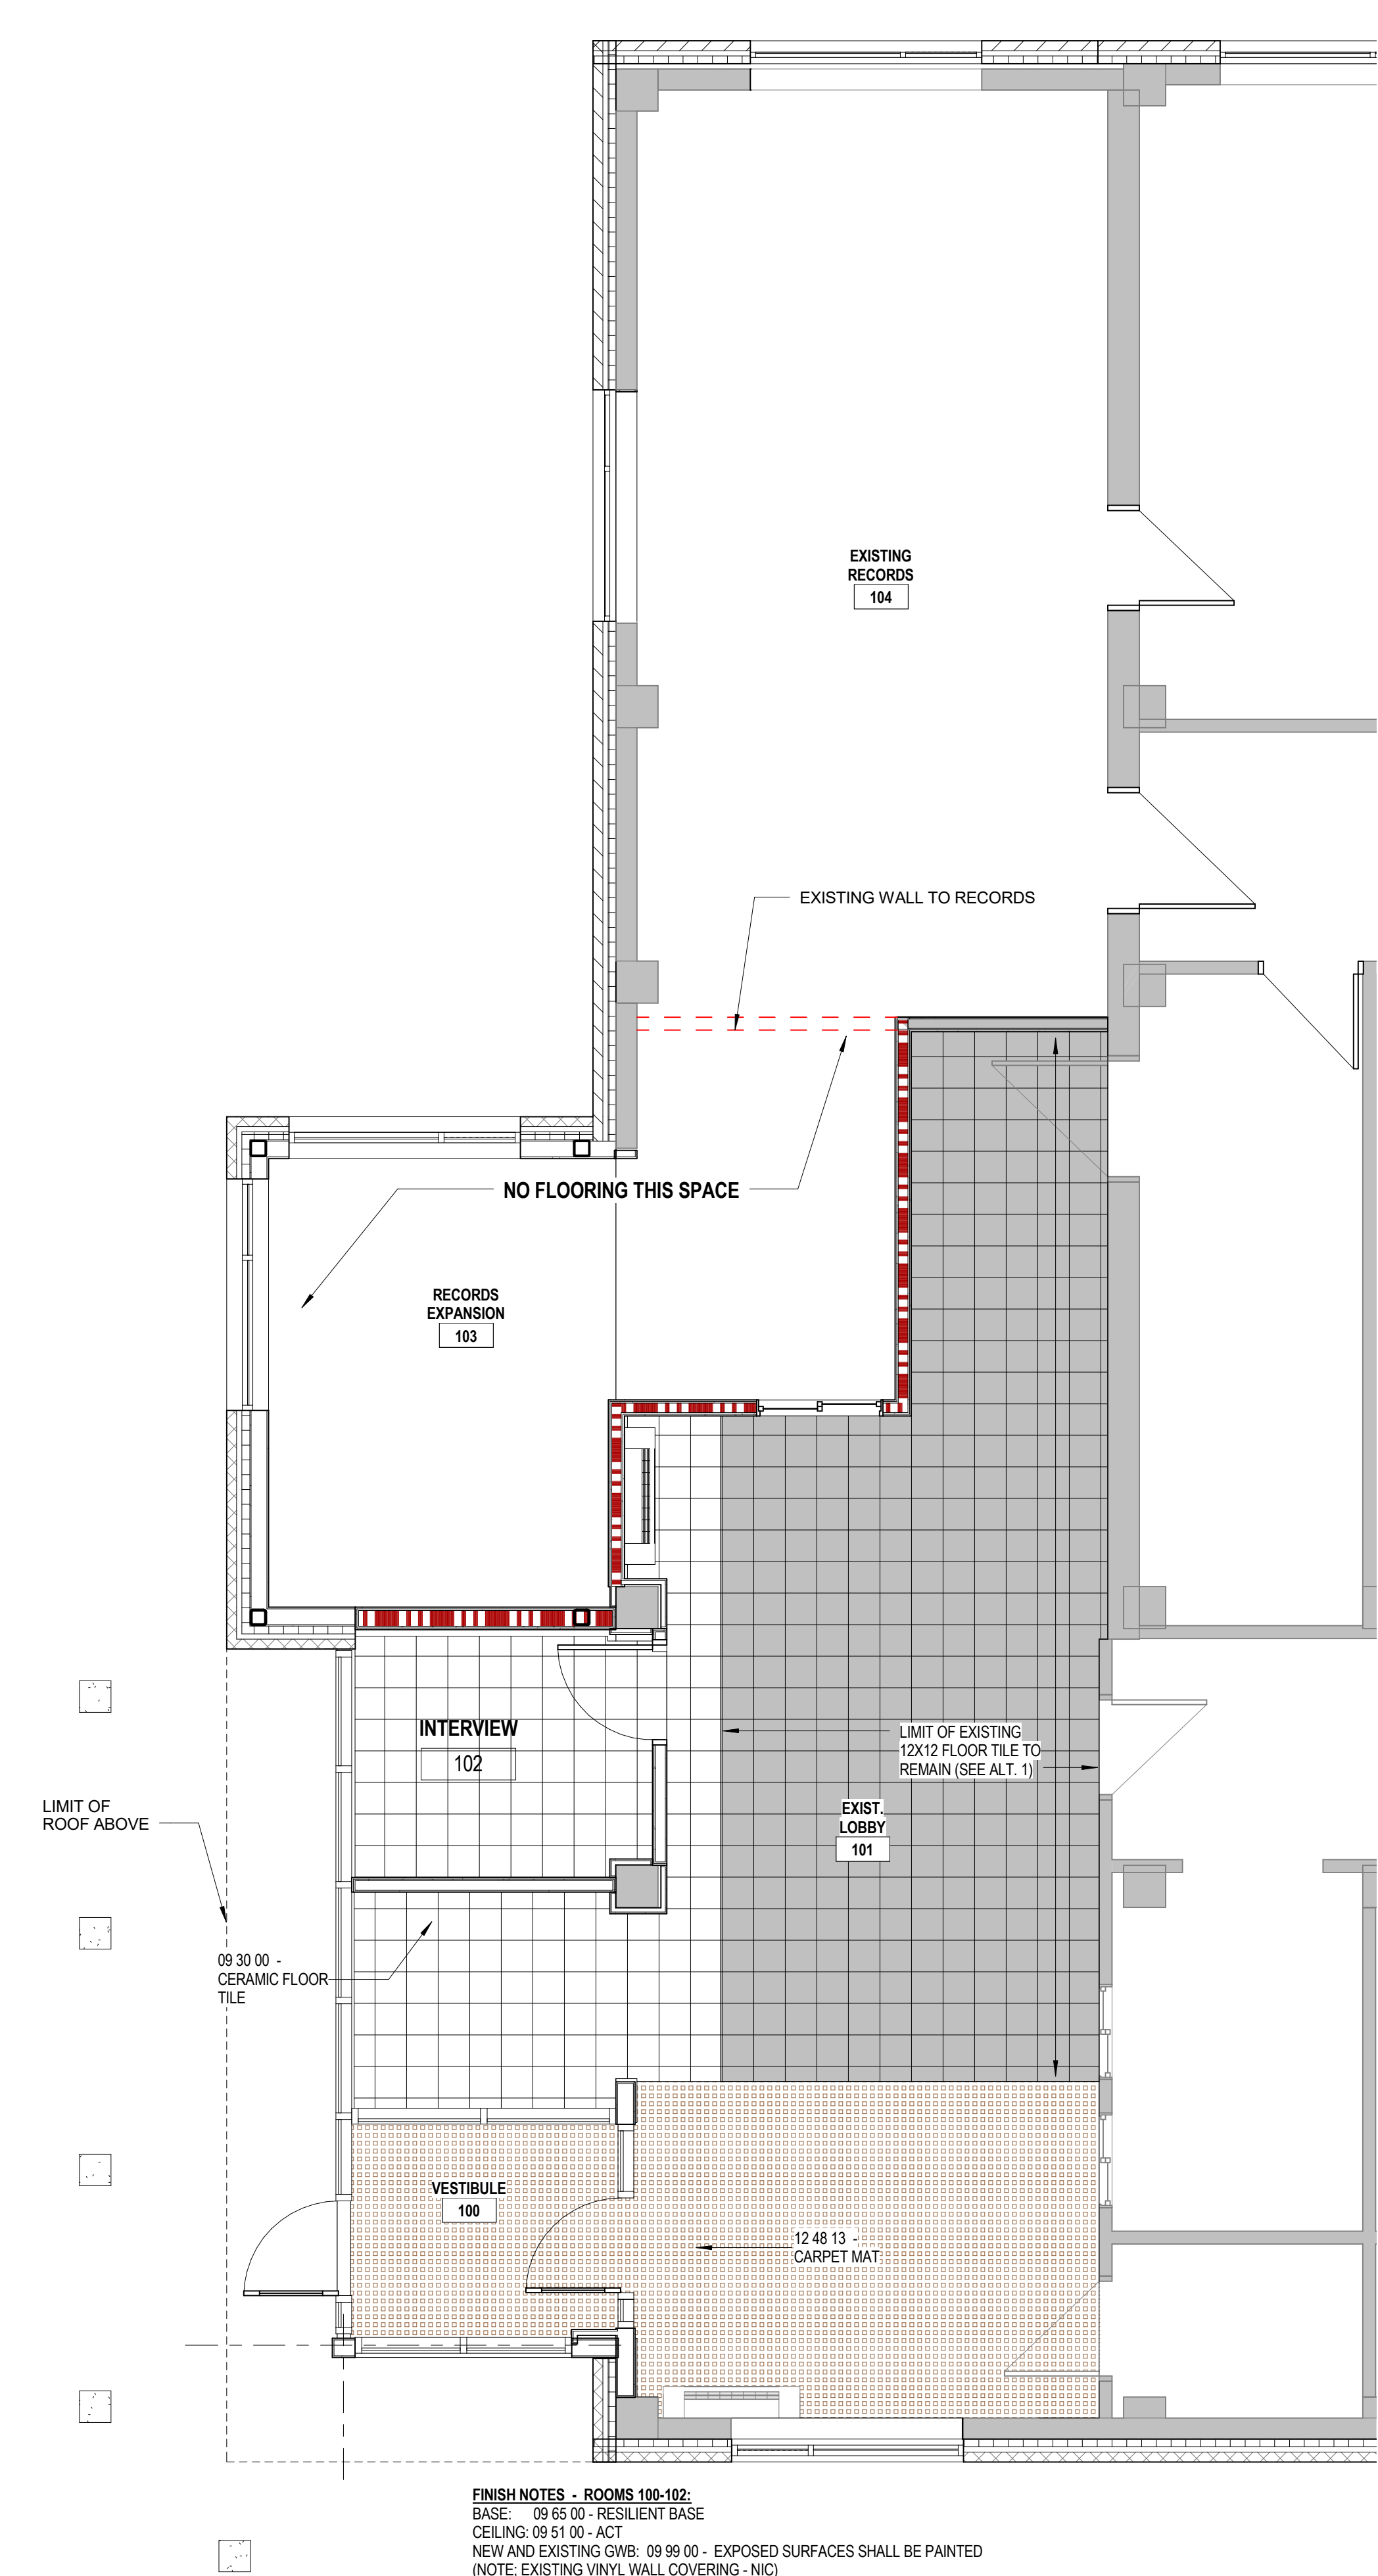 EXISTING
RECORDS
104
EXISTING WALL TO RECORDS
NO FLOORING THIS SPACE
RECORDS
EXPANSION
103
INTERVIEW
102
LIMIT OF EXISTING
12X12 FLOOR TILE TO
REMAIN (SEE ALT. 1)
LIMIT OF
ROOF ABOVE
EXIST.
LOBBY
101
09 30 00 -
CERAMIC FLOOR
TILE
VESTIBULE
100
12 48 13 -
CARPET MAT
FINISH NOTES - ROOMS 100-102:
BASE: 09 65 00 - RESILIENT BASE
CEILING: 09 51 00 - ACT
NEW AND EXISTING GWB: 09 99 00 - EXPOSED SURFACES SHALL BE PAINTED
(NOTE: EXISTING VINYL WALL COVERING - NIC)